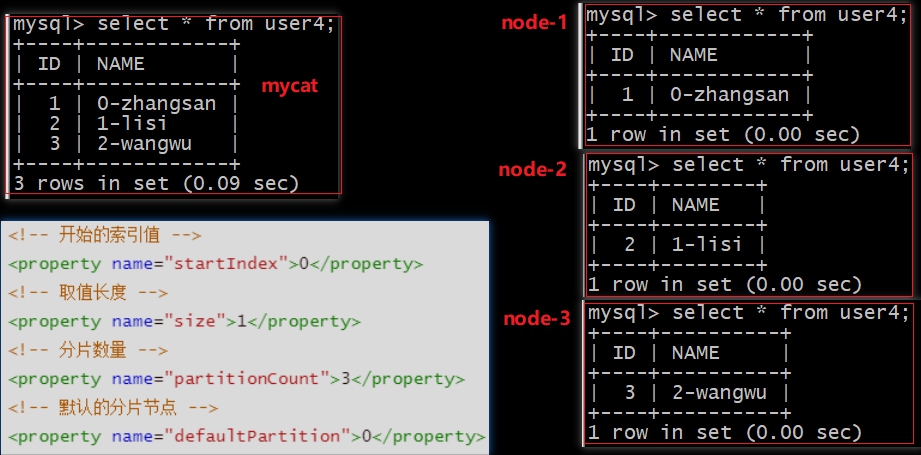 mysql> select * from user4;
+----+------------+
| ID | NAME       |
+----+------------+
|  1 | 0-zhangsan |
|  2 | 1-lisi     |
|  3 | 2-wangwu   |
+----+------------+
3 rows in set (0.09 sec)
mycat
<!-- 开始的索引值 -->
<property name="startIndex">0</property>
<!-- 取值长度 -->
<property name="size">1</property>
<!-- 分片数量 -->
<property name="partitionCount">3</property>
<!-- 默认的分片节点 -->
<property name="defaultPartition">0</property>
node-1
mysql> select * from user4;
+----+------------+
| ID | NAME       |
+----+------------+
|  1 | 0-zhangsan |
+----+------------+
1 row in set (0.00 sec)
node-2
mysql> select * from user4;
+----+--------+
| ID | NAME   |
+----+--------+
|  2 | 1-lisi |
+----+--------+
1 row in set (0.00 sec)
node-3
mysql> select * from user4;
+----+----------+
| ID | NAME     |
+----+----------+
|  3 | 2-wangwu |
+----+----------+
1 row in set (0.00 sec)